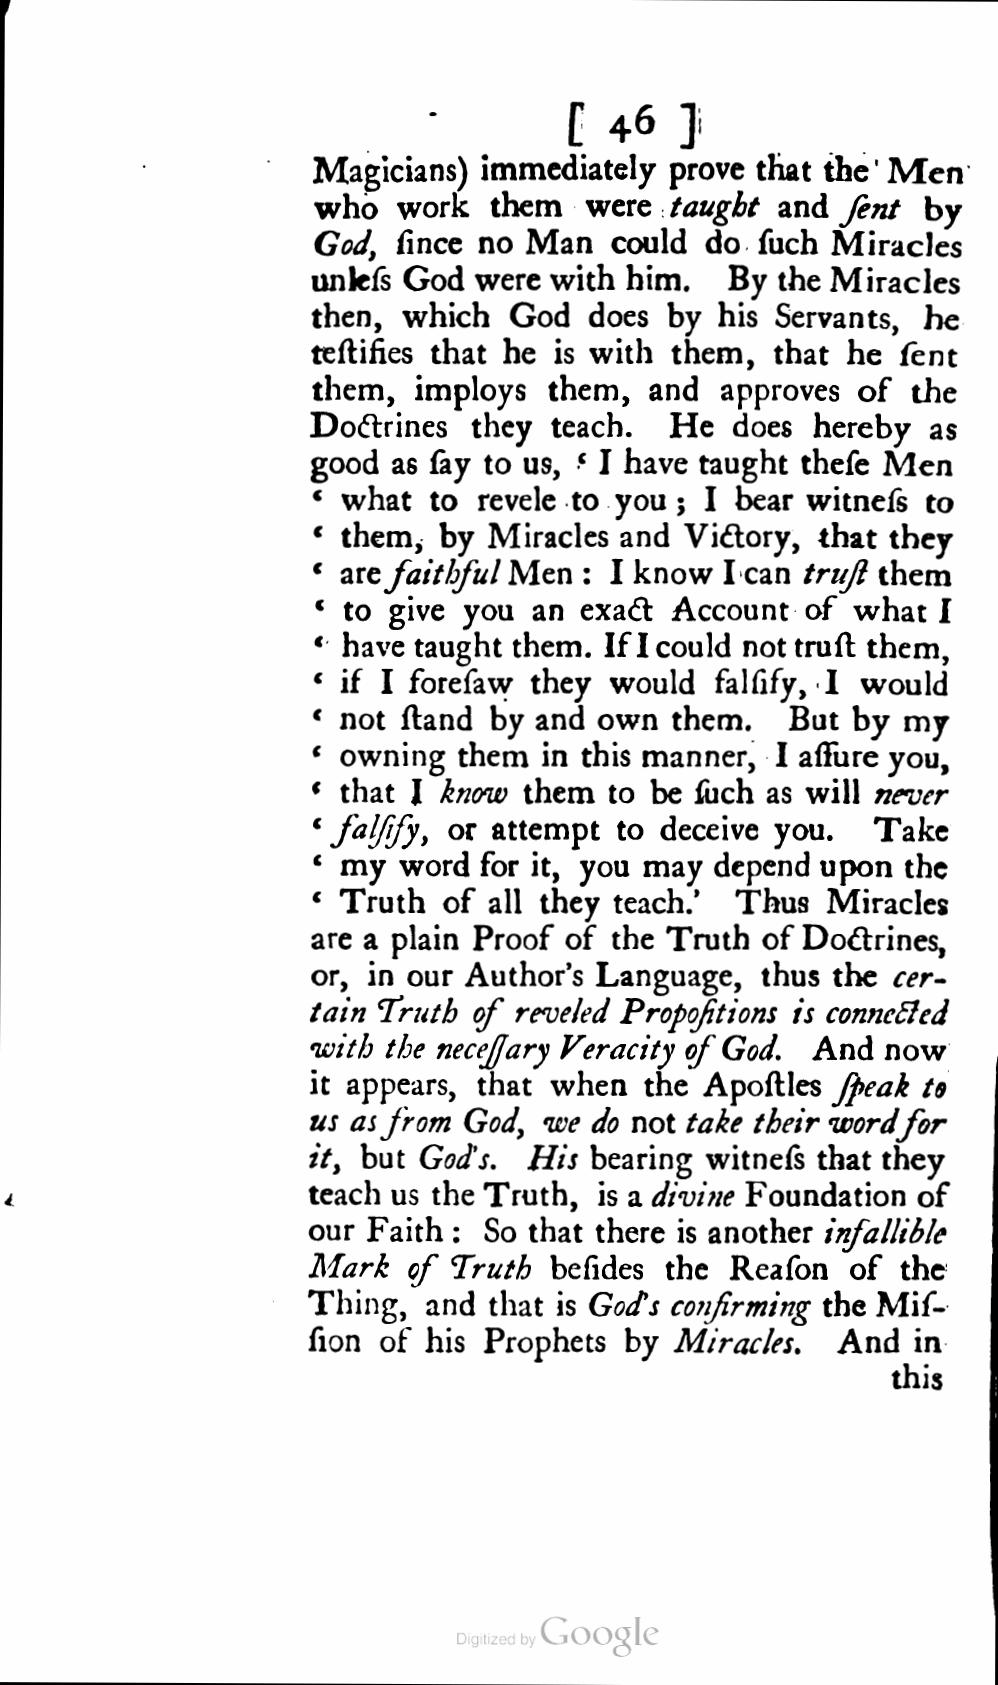 [ 46 ]
Magicians) immediately prove that the Men
who work them were taught and ſent by
God, ſince no Man could do ſuch Miracles
unleſs God were with him. By the Miracles
then, which God does by his Servants, he
teſtifies that he is with them, that he ſent
them, imploys them, and approves of the
Doctrines they teach. He does hereby as
good as ſay to us, ‘ I have taught theſe Men
‘ what to revele to you ; I bear witneſs to
‘ them, by Miracles and Victory, that they
‘ are faithful Men : I know I can truſt them
‘ to give you an exact Account of what I
‘ have taught them. If I could not truſt them,
‘ if I foreſaw they would falſify, I would
‘ not ſtand by and own them. But by my
‘ owning them in this manner, I aſſure you,
‘ that I know them to be ſuch as will never
‘ falſify, or attempt to deceive you. Take
‘ my word for it, you may depend upon the
‘ Truth of all they teach.’ Thus Miracles
are a plain Proof of the Truth of Doctrines,
or, in our Author's Language, thus the cer-
tain Truth of reveled Propoſitions is connected
with the neceſſary Veracity of God. And now
it appears, that when the Apoſtles ſpeak to
us as from God, we do not take their word for
it, but God's. His bearing witneſs that they
teach us the Truth, is a divine Foundation of
our Faith : So that there is another infallible
Mark of Truth beſides the Reaſon of the
Thing, and that is God's confirming the Miſ-
ſion of his Prophets by Miracles. And in
this
Digitized by Google